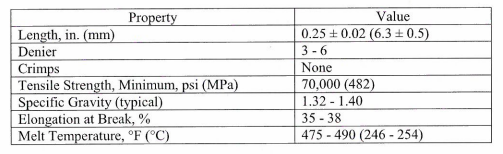 Property Value
Length, in. (mm) 0.25 ± 0.02 (6.3 ± 0.5)
Denier 3 - 6
Crimps None
Tensile Strength, Minimum, psi (MPa) 70,000 (482)
Specific Gravity (typical) 1.32 - 1.40
Elongation at Break, % 35 - 38
Melt Temperature, °F (°C) 475 - 490 (246 - 254)